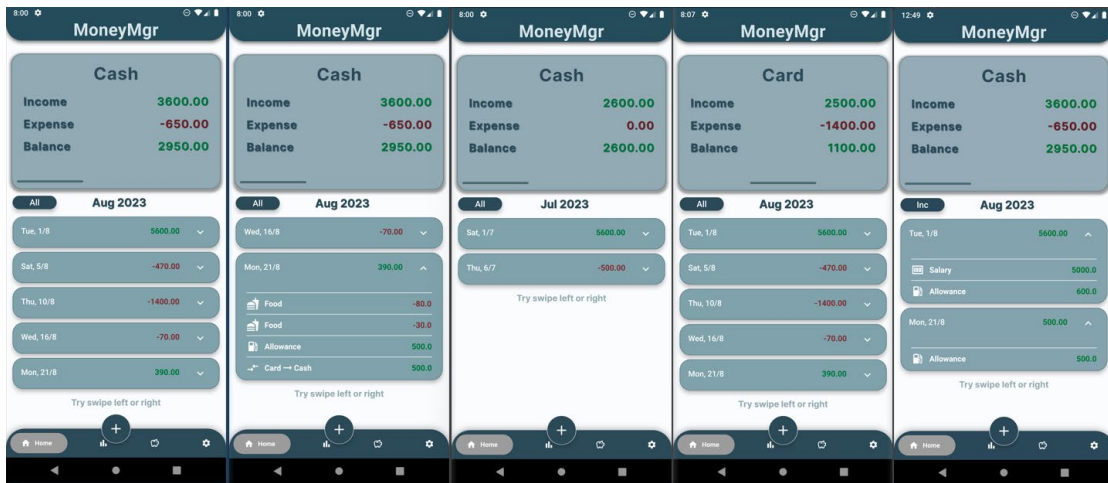 8:00
MoneyMgr
Cash
Income 3600.00
Expense -650.00
Balance 2950.00
All Aug 2023
Tue, 1/8 5600.00
Sat, 5/8 -470.00
Thu, 10/8 -1400.00
Wed, 16/8 -70.00
Mon, 21/8 390.00
Try swipe left or right
+
Home
8:00
MoneyMgr
Cash
Income 3600.00
Expense -650.00
Balance 2950.00
All Aug 2023
Wed, 16/8 -70.00
Mon, 21/8 390.00
Food -80.0
Food -30.0
Allowance 500.0
Card → Cash 500.0
Try swipe left or right
+
Home
8:00
MoneyMgr
Cash
Income 2600.00
Expense 0.00
Balance 2600.00
All Jul 2023
Sat, 1/7 5600.00
Thu, 6/7 -500.00
Try swipe left or right
+
Home
8:07
MoneyMgr
Card
Income 2500.00
Expense -1400.00
Balance 1100.00
All Aug 2023
Tue, 1/8 5600.00
Sat, 5/8 -470.00
Thu, 10/8 -1400.00
Wed, 16/8 -70.00
Mon, 21/8 390.00
Try swipe left or right
+
Home
12:49
MoneyMgr
Cash
Income 3600.00
Expense -650.00
Balance 2950.00
Inc Aug 2023
Tue, 1/8 5600.00
Salary 5000.0
Allowance 600.0
Mon, 21/8 500.00
Allowance 500.0
Try swipe left or right
+
Home